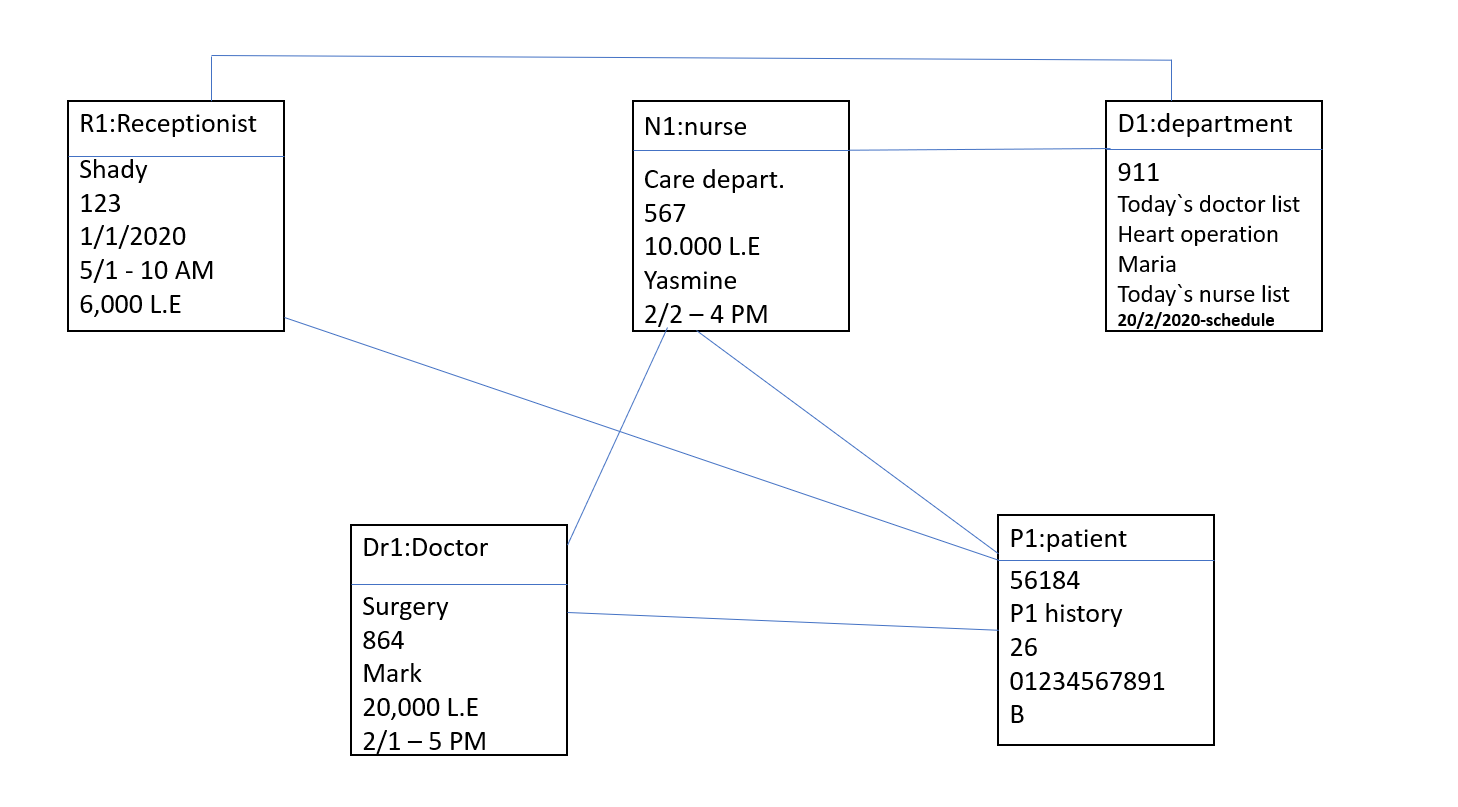 R1:Receptionist
Shady
123
1/1/2020
5/1 - 10 AM
6,000 L.E
N1:nurse
Care depart.
567
10.000 L.E
Yasmine
2/2 – 4 PM
D1:department
911
Today`s doctor list
Heart operation
Maria
Today`s nurse list
20/2/2020-schedule
Dr1:Doctor
Surgery
864
Mark
20,000 L.E
2/1 – 5 PM
P1:patient
56184
P1 history
26
01234567891
B